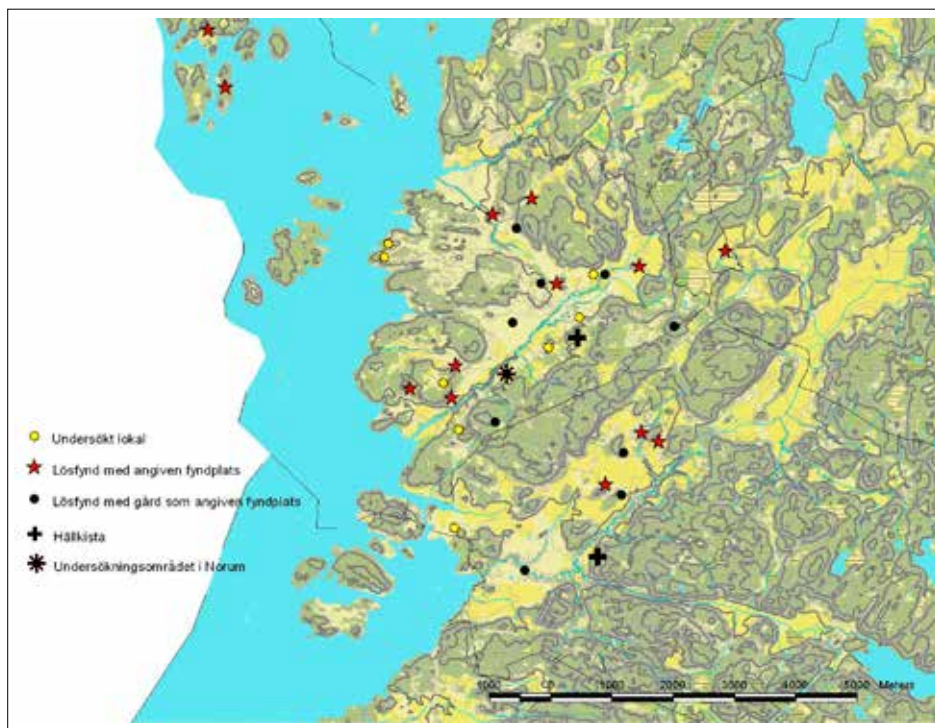 Undersökt lokal
Lösfynd med angiven fyndplats
Lösfynd med gård som angiven fyndplats
Hällkista
Undersökningsområdet i Norum
1000 0 1000 2000 3000 4000 5000 Meters